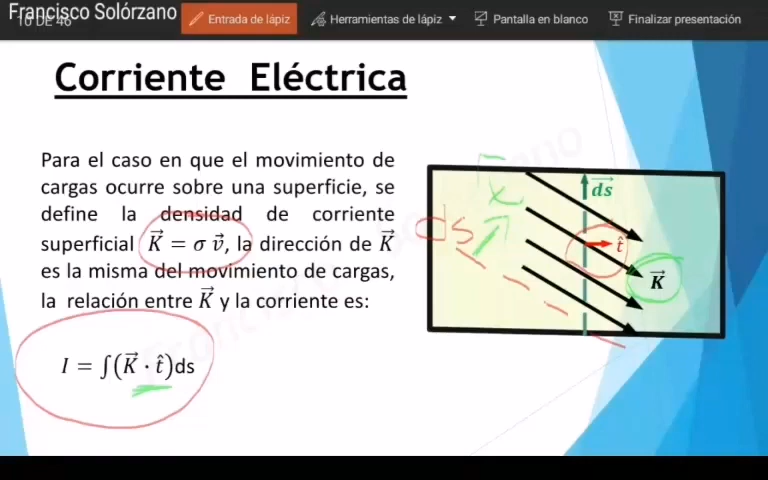 Francisco Solórzano
10 DE 46
Entrada de lápiz
Herramientas de lápiz
Pantalla en blanco
Finalizar presentación
Corriente Eléctrica
Para el caso en que el movimiento de
cargas ocurre sobre una superficie, se
define la densidad de corriente
superficial K⃗ = σ v⃗, la dirección de K⃗
es la misma del movimiento de cargas,
la relación entre K⃗ y la corriente es:
I = ∫(K⃗ · t̂)ds
d⃗s
t̂
K⃗
ds